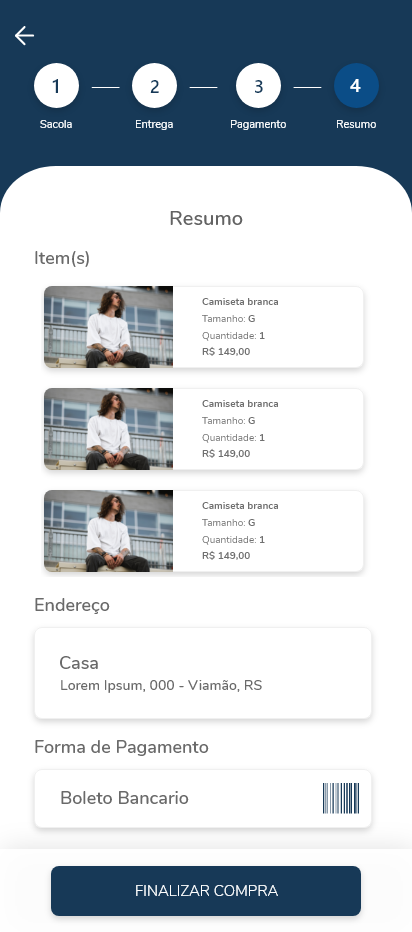 1 2 3 4
Sacola Entrega Pagamento Resumo
Resumo
Item(s)
Camiseta branca
Tamanho: G
Quantidade: 1
R$ 149,00
Camiseta branca
Tamanho: G
Quantidade: 1
R$ 149,00
Camiseta branca
Tamanho: G
Quantidade: 1
R$ 149,00
Endereço
Casa
Lorem Ipsum, 000 - Viamão, RS
Forma de Pagamento
Boleto Bancario
FINALIZAR COMPRA